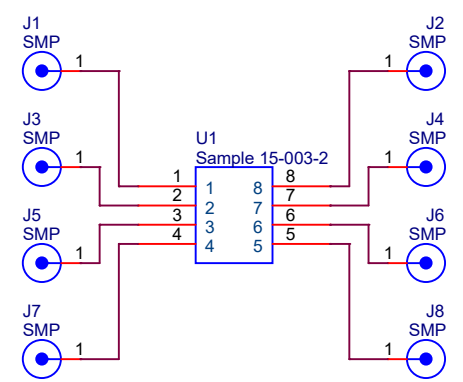 J1
SMP
1
J2
SMP
1
J3
SMP
1
J4
SMP
1
U1
Sample 15-003-2
1 1 8 8
2 2 7 7
3 3 6 6
4 4 5 5
J5
SMP
1
J6
SMP
1
J7
SMP
1
J8
SMP
1